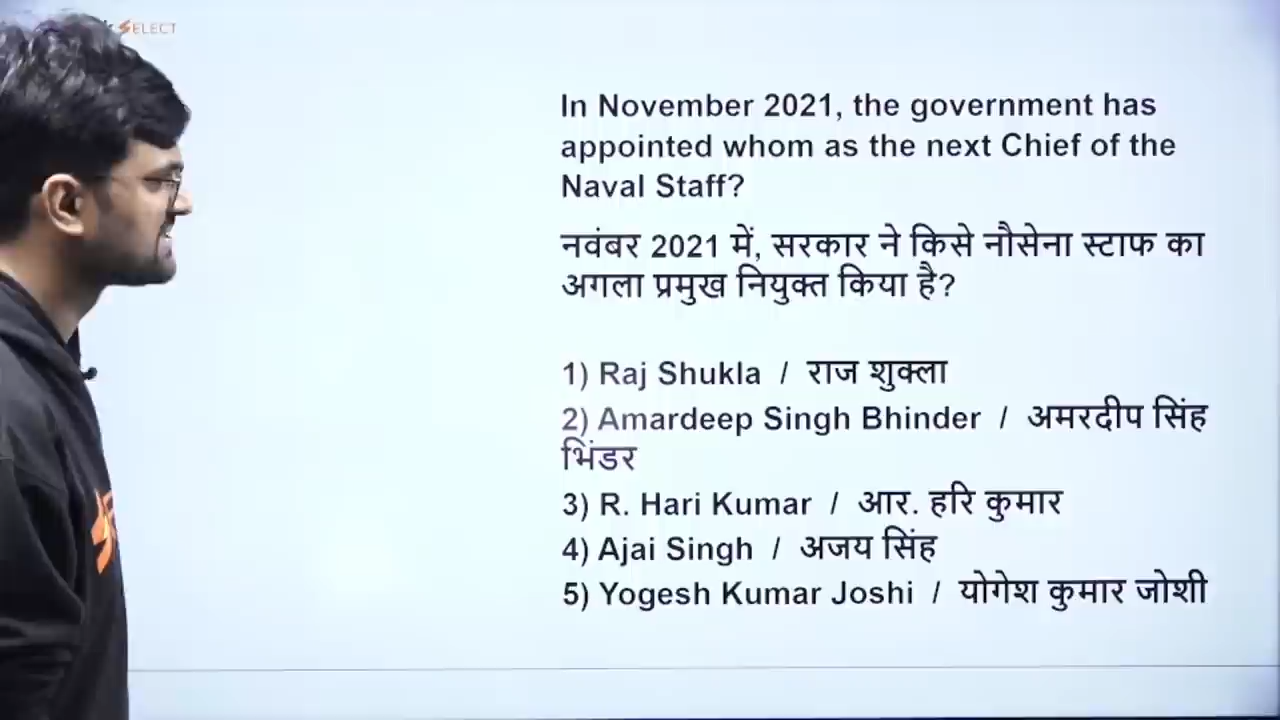 SELECT
In November 2021, the government has
appointed whom as the next Chief of the
Naval Staff?
नवंबर 2021 में, सरकार ने किसे नौसेना स्टाफ का
अगला प्रमुख नियुक्त किया है?
1) Raj Shukla / राज शुक्ला
2) Amardeep Singh Bhinder / अमरदीप सिंह
भिंडर
3) R. Hari Kumar / आर. हरि कुमार
4) Ajai Singh / अजय सिंह
5) Yogesh Kumar Joshi / योगेश कुमार जोशी